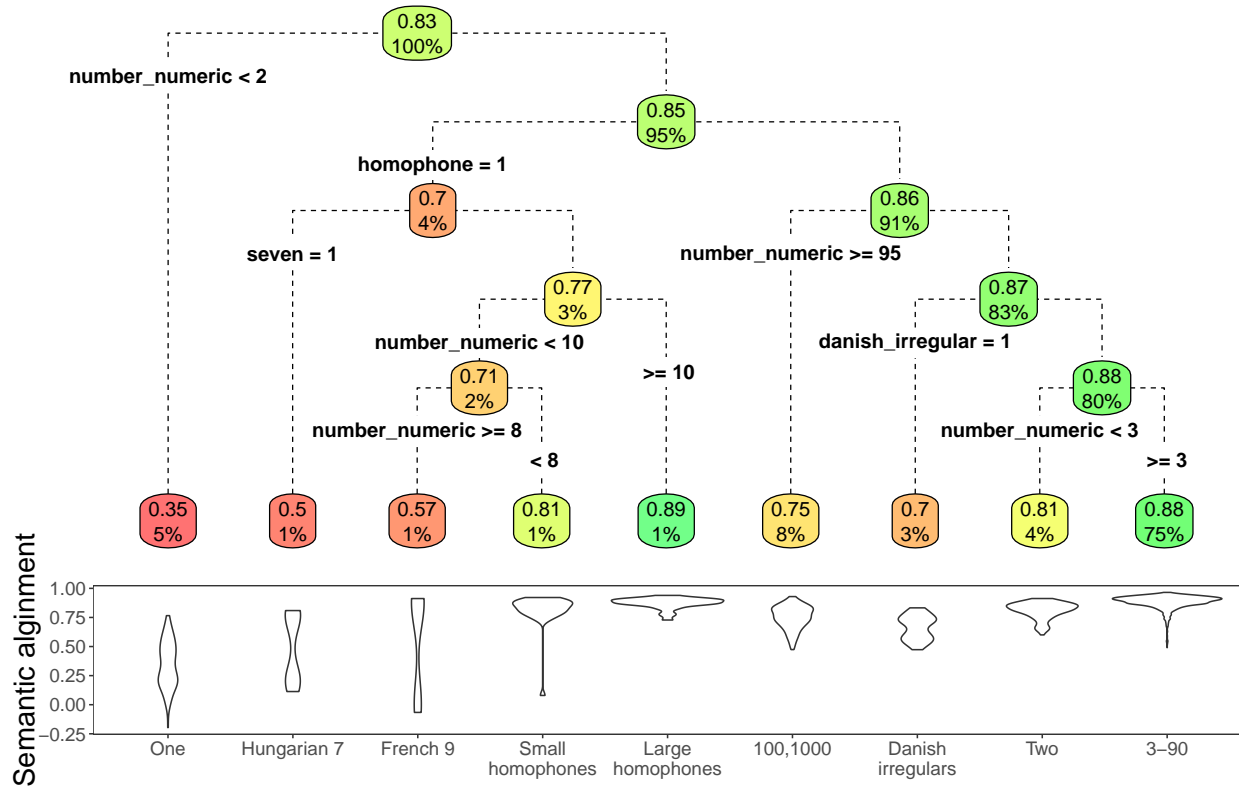 0.83
100%
number_numeric < 2
0.85
95%
homophone = 1
0.7
4%
0.86
91%
seven = 1
number_numeric >= 95
0.77
3%
0.87
83%
number_numeric < 10
>= 10
danish_irregular = 1
0.71
2%
0.88
80%
number_numeric >= 8
< 8
number_numeric < 3
>= 3
0.35
5%
0.5
1%
0.57
1%
0.81
1%
0.89
1%
0.75
8%
0.7
3%
0.81
4%
0.88
75%
Semantic alginment
1.00
0.75
0.50
0.25
0.00
−0.25
One
Hungarian 7
French 9
Small
homophones
Large
homophones
100,1000
Danish
irregulars
Two
3−90